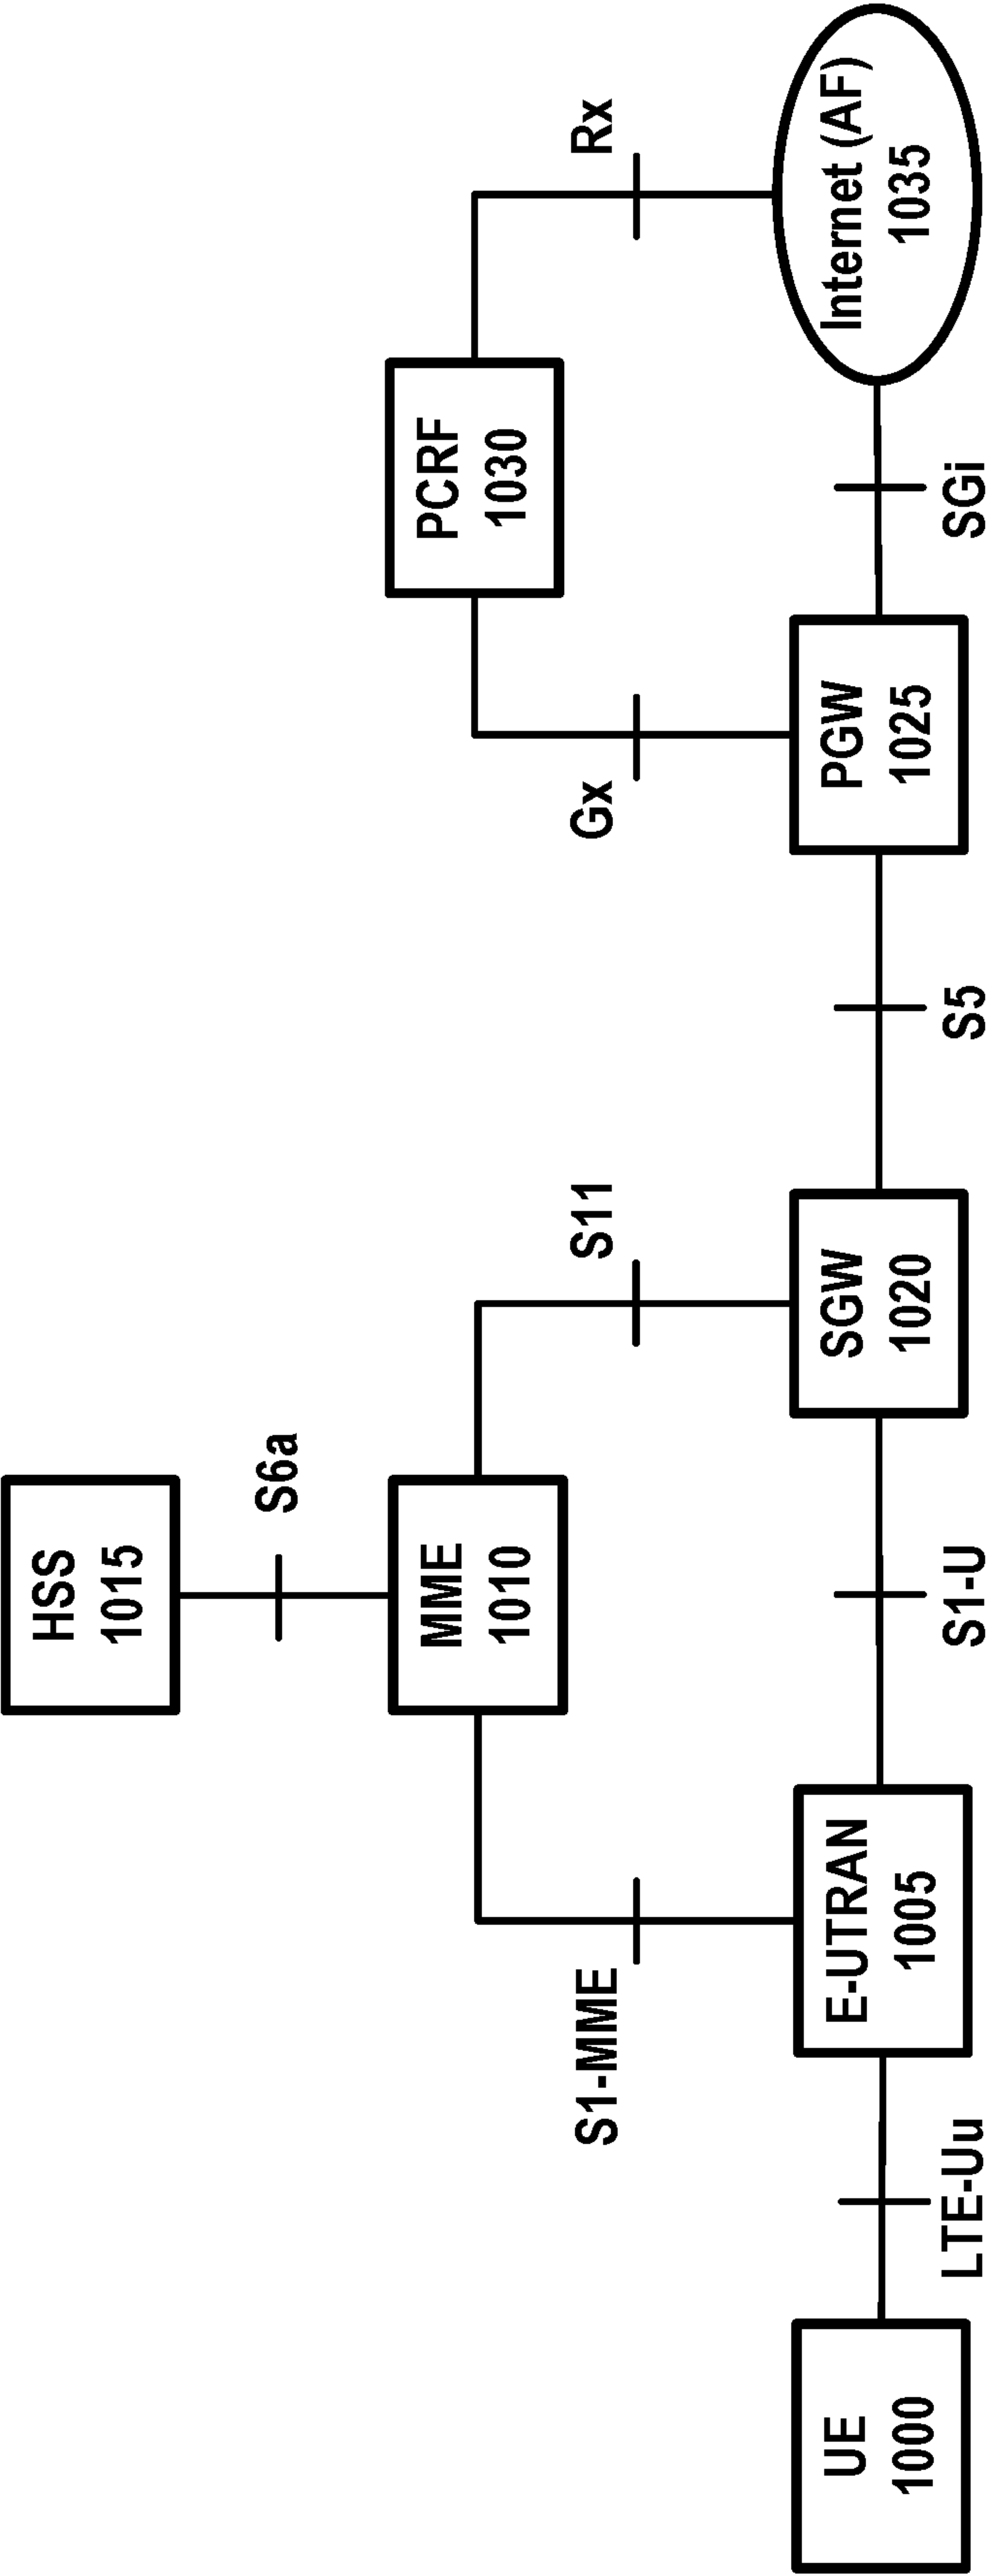 HSS
1015
S6a
MME
1010
PCRF
1030
S1-MME
S11
Gx
Rx
UE
1000
E-UTRAN
1005
SGW
1020
PGW
1025
Internet (AF)
1035
LTE-Uu
S1-U
S5
SGi